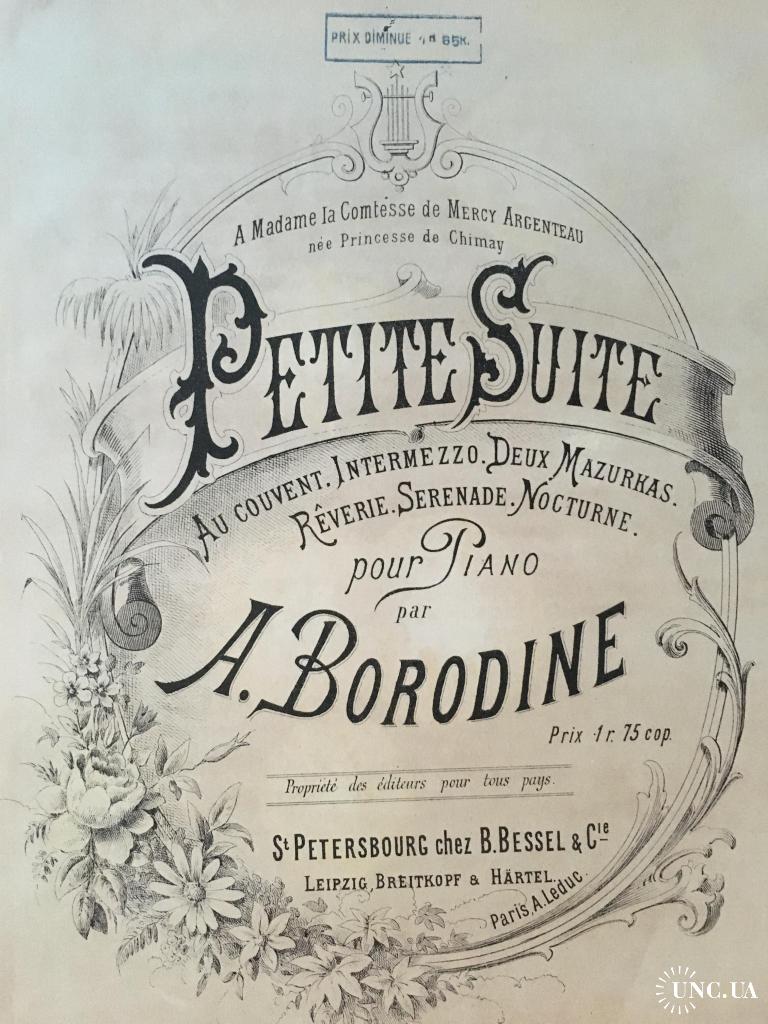 PRIX DIMINUE 65K.
A Madame la Comtesse de MERCY ARGENTEAU
née Princesse de Chimay
PETITE SUITE
AU COUVENT. INTERMEZZO. DEUX MAZURKAS.
RÊVERIE. SERENADE. NOCTURNE.
pour PIANO
par
A. BORODINE
Prix 1 r. 75 cop.
Propriété des éditeurs pour tous pays.
St PETERSBOURG chez B. BESSEL & Cie
LEIPZIG, BREITKOPF & HÄRTEL.
Paris, A. Leduc.
UNC.UA